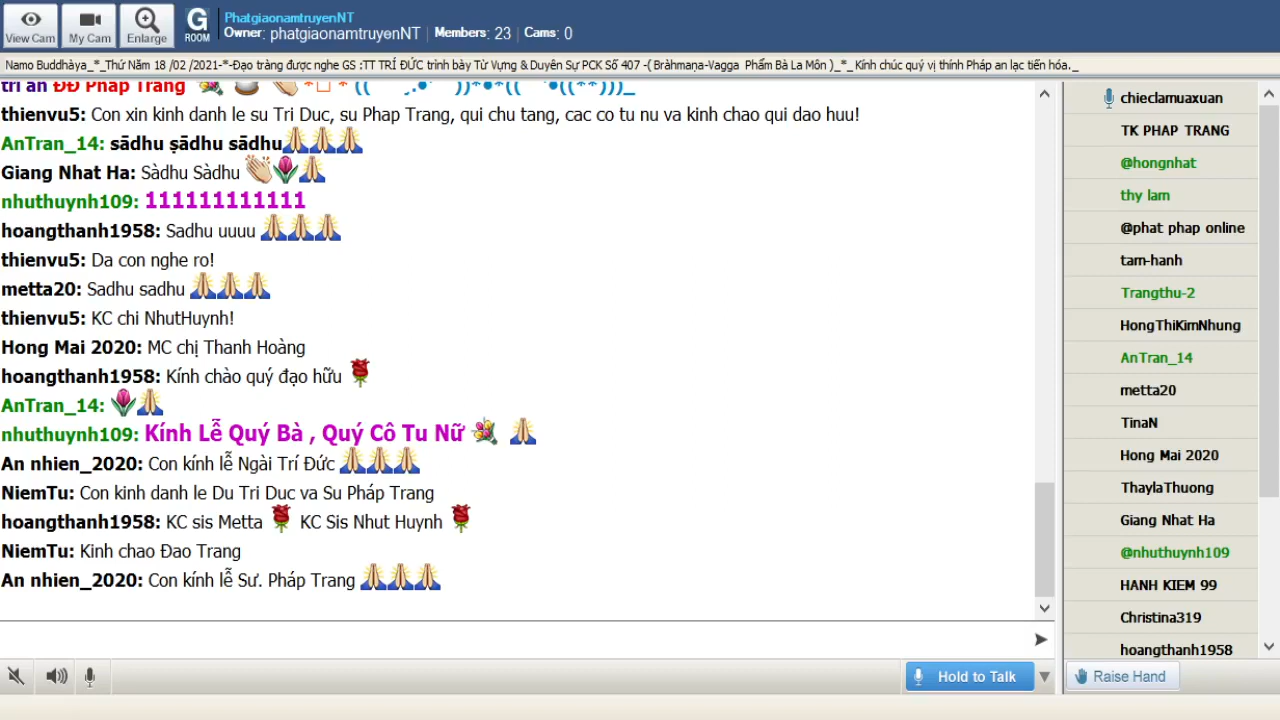 View Cam
My Cam
Enlarge
G
ROOM
PhatgiaonamtruyenNT
Owner: phatgiaonamtruyenNT | Members: 23 | Cams: 0
Namo Buddhàya_*_Thứ Năm 18 /02 /2021-*-Đạo tràng được nghe GS :TT TRÍ ĐỨC trình bày Từ Vựng & Duyên Sự PCK Số 407 -( Bràhmaṇa-Vagga Phẩm Bà La Môn )_*_ Kính chúc quý vị thính Pháp an lạc tiến hóa._
tri ân ĐĐ Pháp Trang
thienvu5: Con xin kinh danh le su Tri Duc, su Phap Trang, qui chu tang, cac co tu nu va kinh chao qui dao huu!
AnTran_14: sādhu ṣādhu sādhu🙏🙏🙏
Giang Nhat Ha: Sàdhu Sàdhu 👏🌷🙏
nhuthuynh109: 111111111111
hoangthanh1958: Sadhu uuuu 🙏🙏🙏
thienvu5: Da con nghe ro!
metta20: Sadhu sadhu 🙏🙏🙏
thienvu5: KC chi NhutHuynh!
Hong Mai 2020: MC chị Thanh Hoàng
hoangthanh1958: Kính chào quý đạo hữu 🌹
AnTran_14: 🌷🙏
nhuthuynh109: Kính Lễ Quý Bà , Quý Cô Tu Nữ 💐 🙏
An nhien_2020: Con kính lễ Ngài Trí Đức 🙏🙏🙏
NiemTu: Con kinh danh le Du Tri Duc va Su Pháp Trang
hoangthanh1958: KC sis Metta 🌹 KC Sis Nhut Huynh 🌹
NiemTu: Kinh chao Đao Trang
An nhien_2020: Con kính lễ Sư. Pháp Trang 🙏🙏🙏
chieclamuaxuan
TK PHAP TRANG
@hongnhat
thy lam
@phat phap online
tam-hanh
Trangthu-2
HongThiKimNhung
AnTran_14
metta20
TinaN
Hong Mai 2020
ThaylaThuong
Giang Nhat Ha
@nhuthuynh109
HANH KIEM 99
Christina319
hoangthanh1958
Hold to Talk
Raise Hand